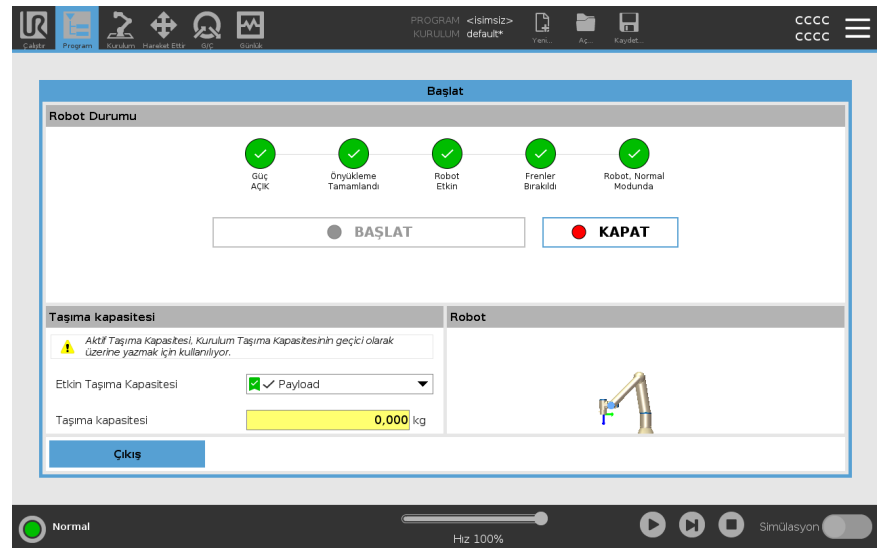 PROGRAM <isimsiz>
KURULUM default*
CCCC
CCCC
Çalıştır
Program
Kurulum
Hareket Ettir
G/Ç
Günlük
Yeni...
Aç...
Kaydet...
Başlat
Robot Durumu
Güç
AÇIK
Önyükleme
Tamamlandı
Robot
Etkin
Frenler
Bırakıldı
Robot, Normal
Modunda
BAŞLAT
KAPAT
Taşıma kapasitesi
Robot
Aktif Taşıma Kapasitesi, Kurulum Taşıma Kapasitesinin geçici olarak
üzerine yazmak için kullanılıyor.
Etkin Taşıma Kapasitesi
Payload
Taşıma kapasitesi
0,000 kg
Çıkış
Normal
Hız 100%
Simülasyon